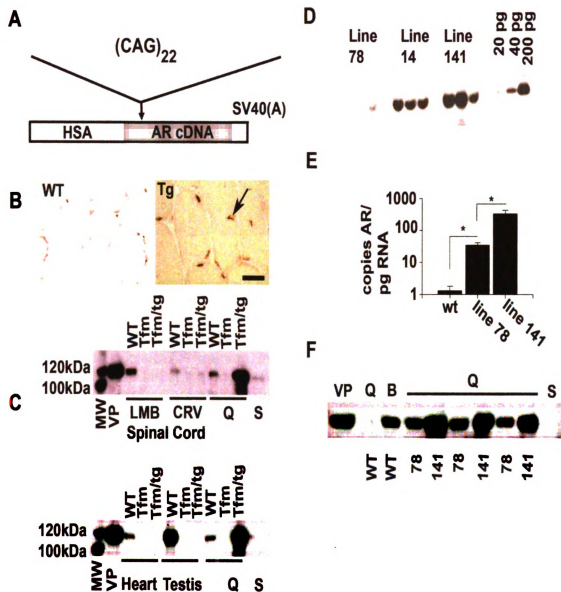 A
(CAG)22
SV40(A)
HSA AR cDNA
B
WT Tg
WT Tfm Tfm/tg WT Tfm Tfm/tg WT Tfm Tfm/tg
120kDa
100kDa
MW VP LMB CRV Q S
Spinal Cord
C
WT Tfm Tfm/tg WT Tfm Tfm/tg WT Tfm Tfm/tg
120kDa
100kDa
MW VP Heart Testis Q S
D
Line 78
Line 14
Line 141
20 pg
40 pg
200 pg
E
copies AR/
pg RNA
1000
100
10
1
* *
wt line 78 line 141
F
Q
VP Q B S
WT WT 78 141 78 141 78 141